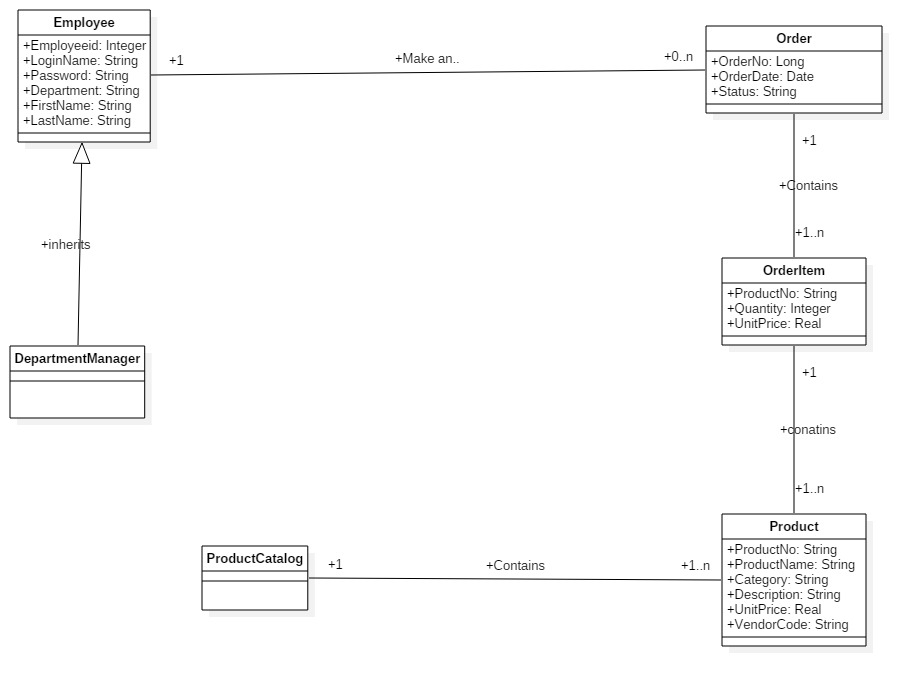 Employee
+Employeeid: Integer
+LoginName: String
+Password: String
+Department: String
+FirstName: String
+LastName: String
+1
+Make an..
+0..n
Order
+OrderNo: Long
+OrderDate: Date
+Status: String
+1
+Contains
+1..n
+inherits
OrderItem
+ProductNo: String
+Quantity: Integer
+UnitPrice: Real
DepartmentManager
+1
+conatins
+1..n
ProductCatalog
+1
+Contains
+1..n
Product
+ProductNo: String
+ProductName: String
+Category: String
+Description: String
+UnitPrice: Real
+VendorCode: String